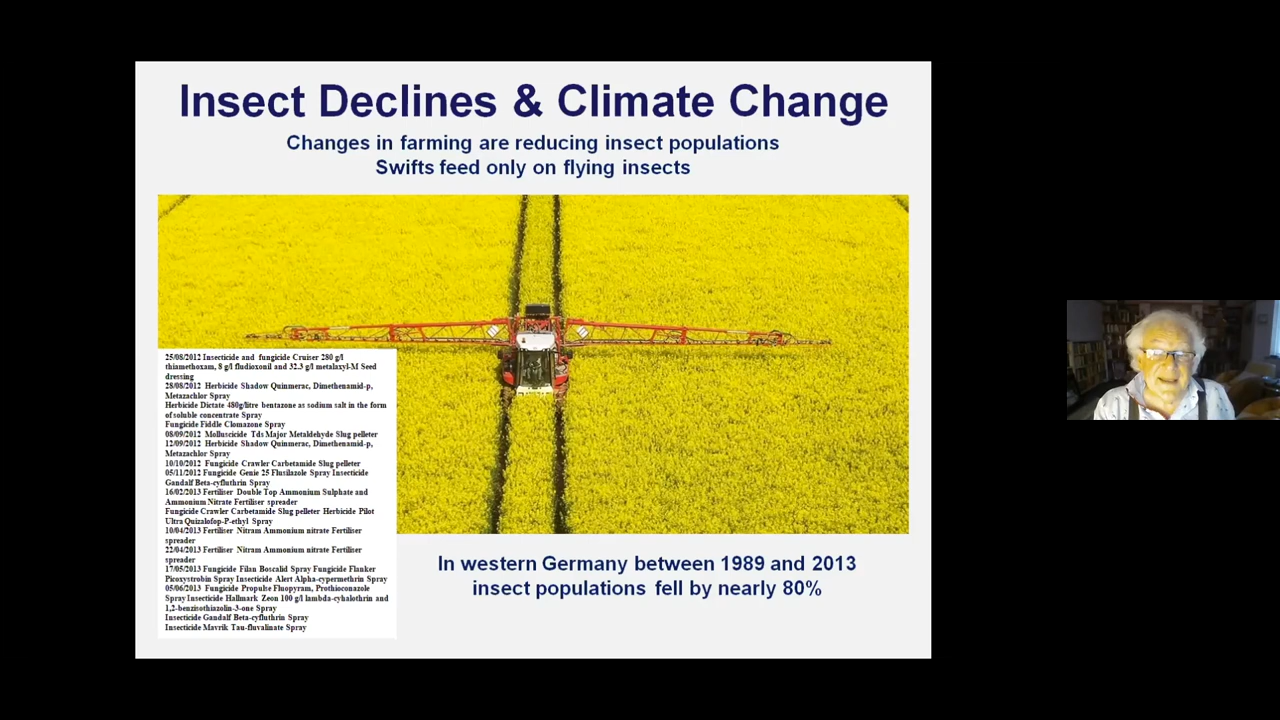 Insect Declines & Climate Change
Changes in farming are reducing insect populations
Swifts feed only on flying insects
25/08/2012 Insecticide and fungicide Cruiser 280 g/l
thiamethoxam, 8 g/l fludioxonil and 32.3 g/l metalaxyl-M Seed
dressing
28/08/2012 Herbicide Shadow Quinmerac, Dimethenamid-p,
Metazachlor Spray
Herbicide Dictate 480g/litre bentazone as sodium salt in the form
of soluble concentrate Spray
Fungicide Fiddle Clomazone Spray
08/09/2012 Molluscicide Tds Major Metaldehyde Slug pelleter
12/09/2012 Herbicide Shadow Quinmerac, Dimethenamid-p,
Metazachlor Spray
10/10/2012 Fungicide Crawler Carbetamide Slug pelleter
05/11/2012 Fungicide Genie 25 Flusilazole Spray Insecticide
Gandalf Beta-cyfluthrin Spray
16/02/2013 Fertiliser Double Top Ammonium Sulphate and
Ammonium Nitrate Fertiliser spreader
Fungicide Crawler Carbetamide Slug pelleter Herbicide Pilot
Ultra Quizalofop-P-ethyl Spray
10/04/2013 Fertiliser Nitram Ammonium nitrate Fertiliser
spreader
22/04/2013 Fertiliser Nitram Ammonium nitrate Fertiliser
spreader
17/05/2013 Fungicide Filan Boscalid Spray Fungicide Flanker
Picoxystrobin Spray Insecticide Alert Alpha-cypermethrin Spray
05/06/2013 Fungicide Propulse Fluopyram, Prothioconazole
Spray Insecticide Hallmark Zeon 100 g/l lambda-cyhalothrin and
1,2-benzisothiazolin-3-one Spray
Insecticide Gandalf Beta-cyfluthrin Spray
Insecticide Mavrik Tau-fluvalinate Spray
In western Germany between 1989 and 2013
insect populations fell by nearly 80%